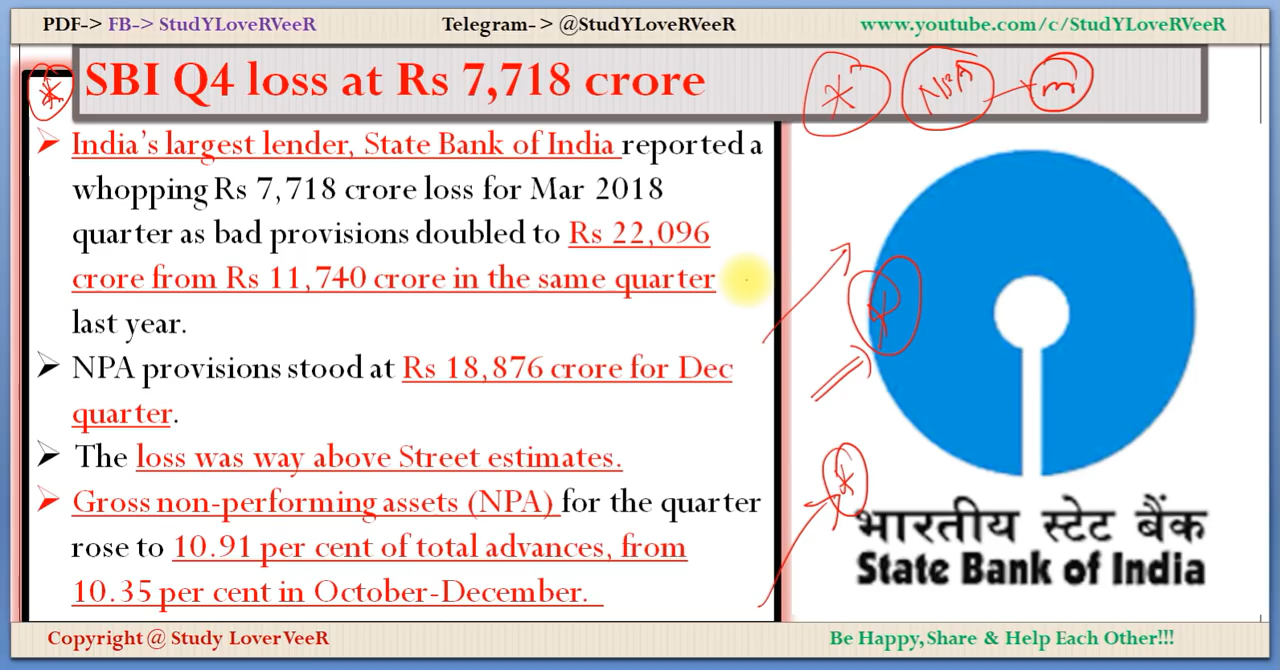 PDF-> FB-> StudYLoveRVeeR Telegram-> @StudYLoveRVeeR www.youtube.com/c/StudYLoveRVeeR
SBI Q4 loss at Rs 7,718 crore
India's largest lender, State Bank of India reported a
whopping Rs 7,718 crore loss for Mar 2018
quarter as bad provisions doubled to Rs 22,096
crore from Rs 11,740 crore in the same quarter
last year.
NPA provisions stood at Rs 18,876 crore for Dec
quarter.
The loss was way above Street estimates.
Gross non-performing assets (NPA) for the quarter
rose to 10.91 per cent of total advances, from
10.35 per cent in October-December.
भारतीय स्टेट बैंक
State Bank of India
Copyright @ Study LoverVeeR Be Happy,Share & Help Each Other!!!